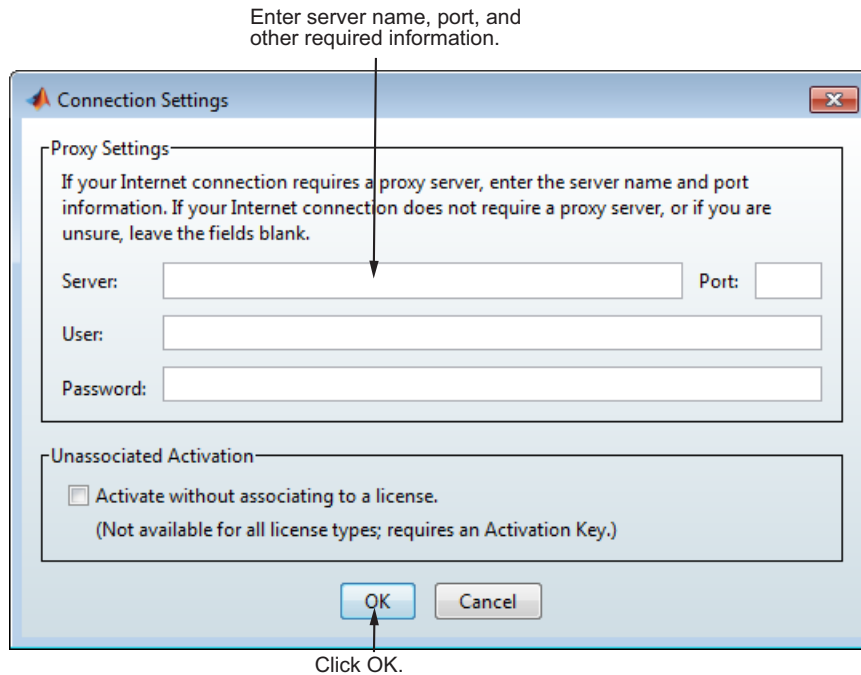 Enter server name, port, and
other required information.
Connection Settings
Proxy Settings
If your Internet connection requires a proxy server, enter the server name and port
information. If your Internet connection does not require a proxy server, or if you are
unsure, leave the fields blank.
Server: Port:
User:
Password:
Unassociated Activation
Activate without associating to a license.
(Not available for all license types; requires an Activation Key.)
OK Cancel
Click OK.